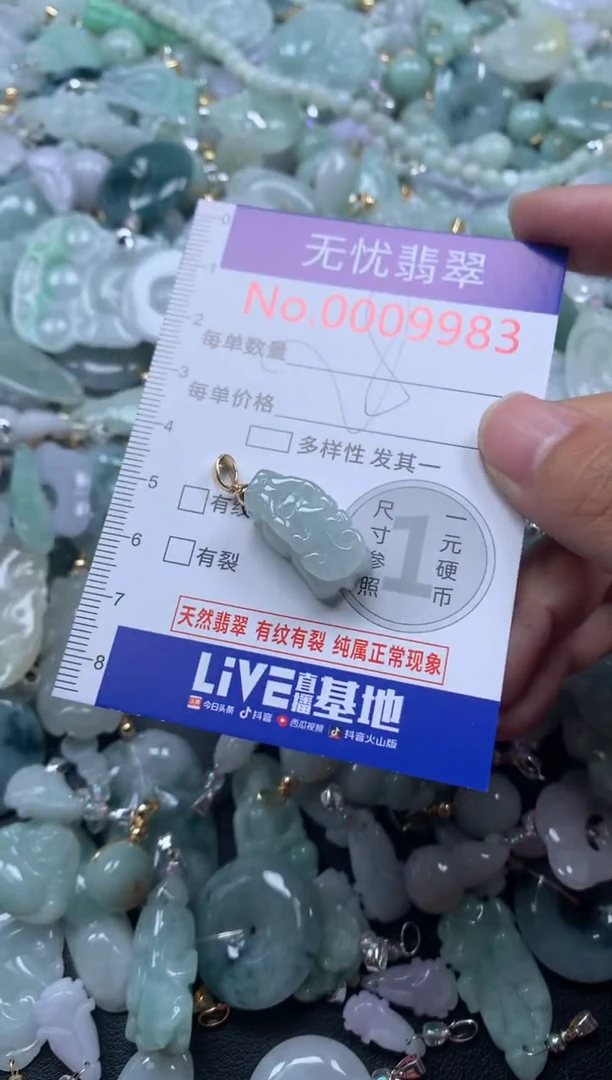 0
无忧翡翠
1
No.0009983
2
每单数量
3
每单价格
4
多样性 发其一
5
有纹
尺寸参照
1
一元硬币
6
有裂
7
天然翡翠 有纹有裂 纯属正常现象
8
LiVE直播基地
今日头条 抖音 西瓜视频 抖音火山版